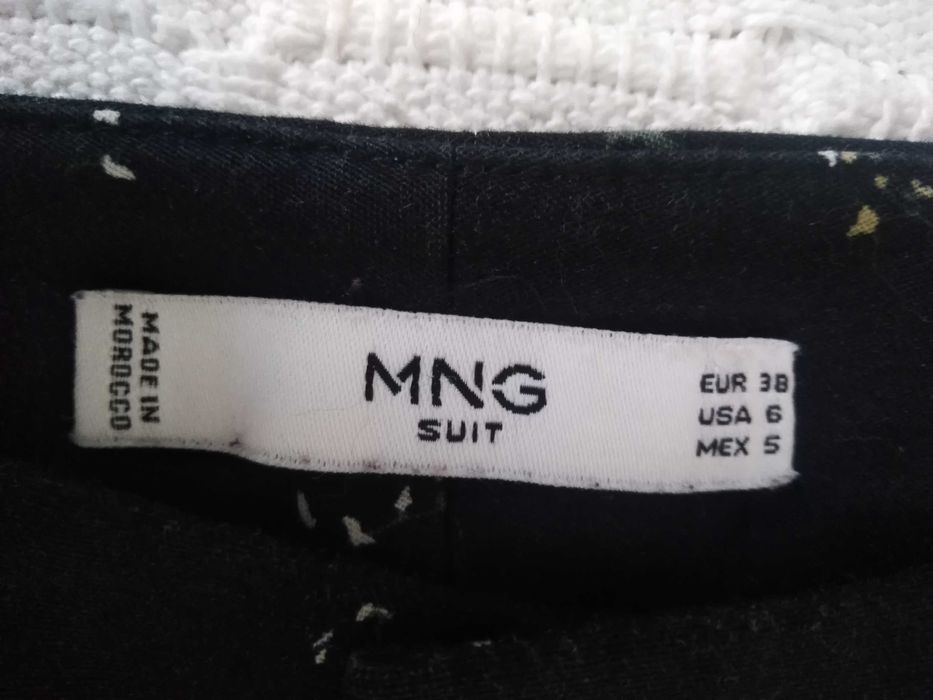 MADE IN
MOROCCO
MNG
SUIT
EUR 38
USA 6
MEX 5